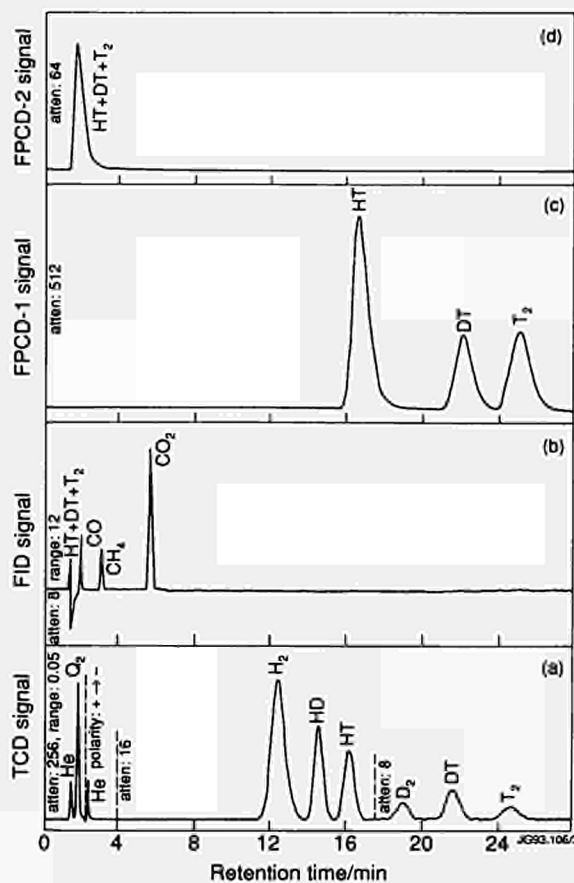 FPCD-2 signal
atten: 64
HT+DT+T₂
(d)
FPCD-1 signal
atten: 512
HT
DT
T₂
(c)
FID signal
atten: 8, range: 12
HT+DT+T₂
CO
CH₄
CO₂
(b)
TCD signal
atten: 256, range: 0.05
He
Q₂
He polarity: + → -
atten: 16
H₂
HD
HT
atten: 8
D₂
DT
T₂
(a)
0 4 8 12 16 20 24
Retention time/min